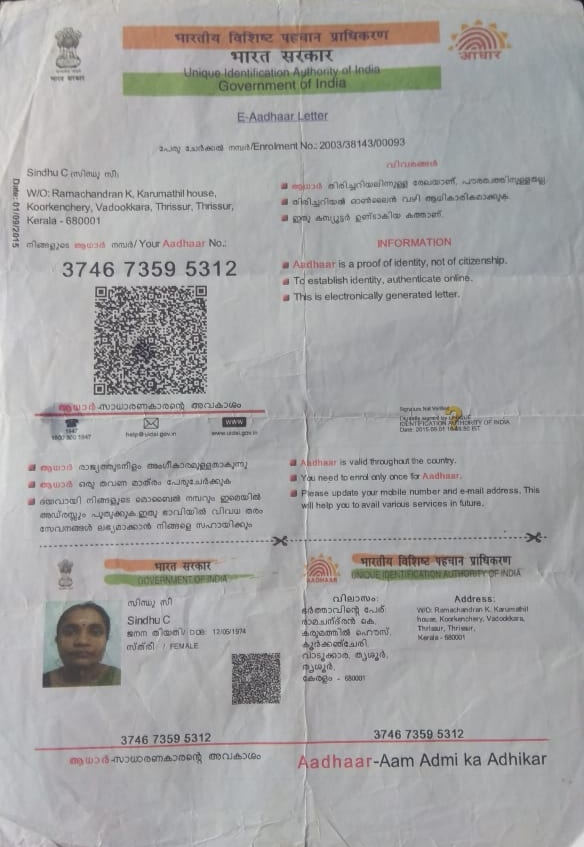 भारतीय विशिष्ट पहचान प्राधिकरण
भारत सरकार
Unique Identification Authority of India
Government of India
भारत सरकार
आधार
E-Aadhaar Letter
പേരു ചേർക്കൽ നമ്പർ/Enrolment No.: 2003/38143/00093
Date: 01/09/2015
Sindhu C (സിന്ധു സി)
W/O: Ramachandran K, Karumathil house,
Koorkenchery, Vadookkara, Thrissur, Thrissur,
Kerala - 680001
നിങ്ങളുടെ ആധാർ നമ്പർ/ Your Aadhaar No.:
3746 7359 5312
വിവരങ്ങൾ
ആധാർ തിരിച്ചറിയലിന്നുള്ള രേഖയാണ്, പൗരത്വത്തിനുള്ളതല്ല.
തിരിച്ചറിയൽ ഓൺലൈൻ വഴി ആധികാരികമാക്കുക.
ഇതു കമ്പ്യൂട്ടർ ഉണ്ടാകിയ കത്താണ്.
INFORMATION
Aadhaar is a proof of identity, not of citizenship.
To establish identity, authenticate online.
This is electronically generated letter.
ആധാർ-സാധാരണകാരന്റെ അവകാശം
1947
1800 300 1947
help@uidai.gov.in
WWW
www.uidai.gov.in
Signature Not Verified
Digitally signed by UNIQUE
IDENTIFICATION AUTHORITY OF INDIA
ആധാർ രാജ്യത്തുടനീളം അംഗീകാരമുള്ളതാകുന്നു
ആധാർ ഒരു തവണ മാത്രം പേരുചേർക്കുക
ദയവായി നിങ്ങളുടെ മൊബൈൽ നമ്പറും ഇമെയിൽ
അഡ്രസ്സും പുതുക്കുക ഇതു ഭാവിയിൽ വിവധ തരം
സേവനങ്ങൾ ലഭ്യമാക്കാൻ നിങ്ങളെ സഹായിക്കും
Aadhaar is valid throughout the country.
You need to enrol only once for Aadhaar.
Please update your mobile number and e-mail address. This
will help you to avail various services in future.
भारत सरकार
GOVERNMENT OF INDIA
സിന്ധു സി
Sindhu C
ജനന തിയതി/ DOB: 12/05/1974
സ്ത്രീ / FEMALE
3746 7359 5312
ആധാർ-സാധാരണകാരന്റെ അവകാശം
AADHAAR
भारतीय विशिष्ट पहचान प्राधिकरण
UNIQUE IDENTIFICATION AUTHORITY OF INDIA
വിലാസം:
ഭർത്താവിന്റെ പേര്:
രാമചന്ദ്രൻ കെ,
കരുമത്തിൽ ഹൌസ്,
കൂർക്കഞ്ചേരി,
വാടൂക്കര, തൃശൂർ,
തൃശൂർ,
കേരളം - 680001
Address:
W/O: Ramachandran K, Karumathil
house, Koorkenchery, Vadookkara,
Thrissur, Thrissur,
Kerala - 680001
3746 7359 5312
Aadhaar-Aam Admi ka Adhikar